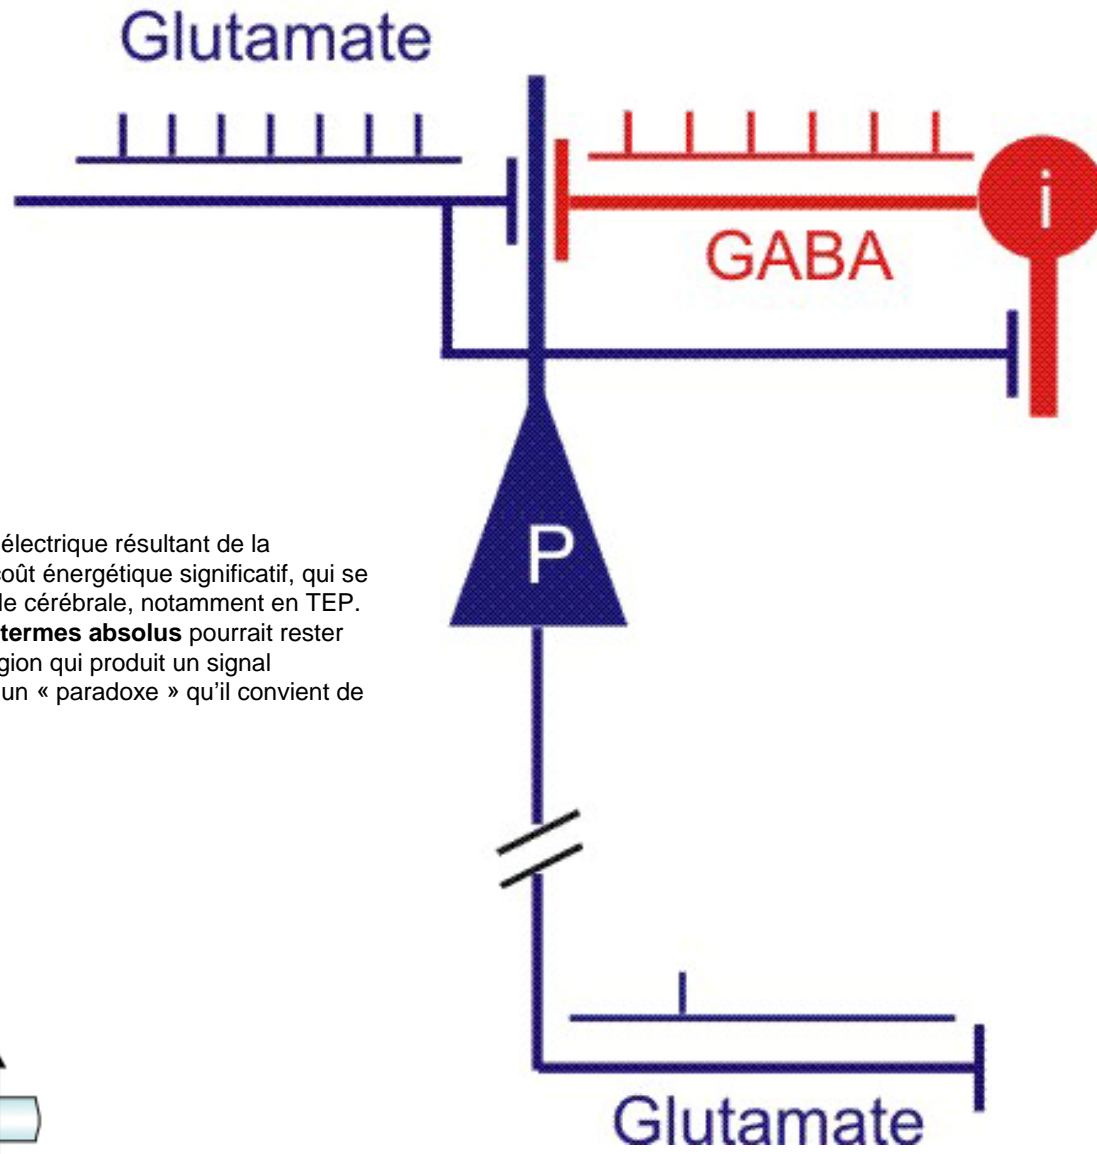 Glutamate
i
GABA
P
électrique résultant de la
coût énergétique significatif, qui se
le cérébrale, notamment en TEP.
termes absolus pourrait rester
gion qui produit un signal
un « paradoxe » qu'il convient de
Glutamate